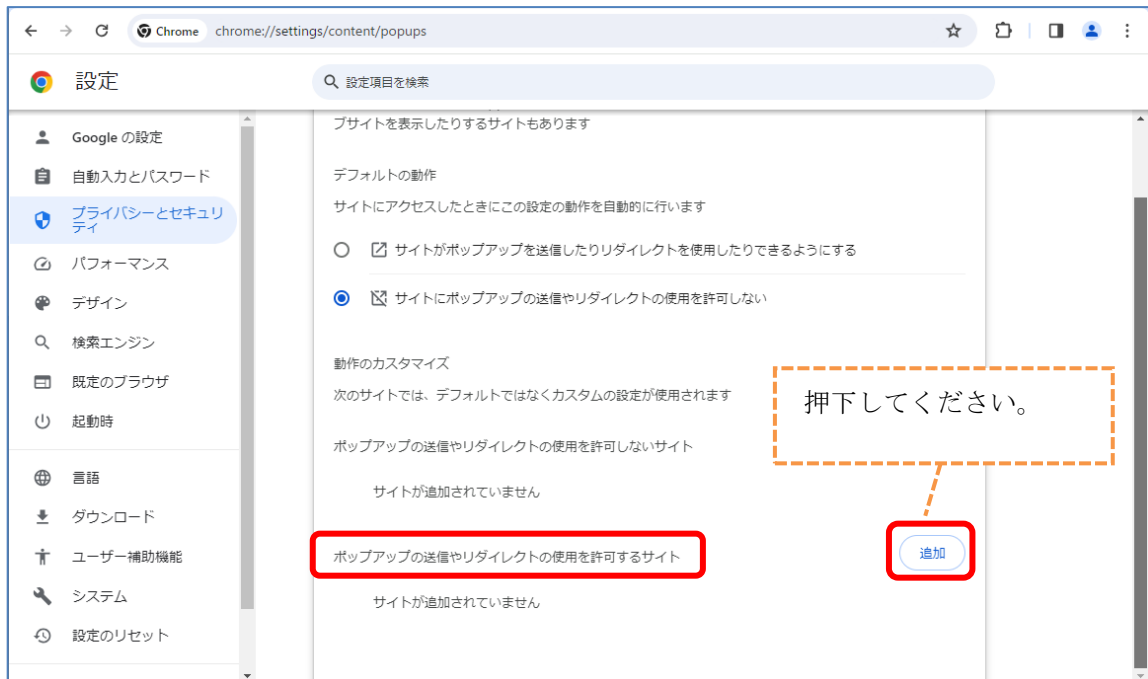 Chrome chrome://settings/content/popups
設定
設定項目を検索
Google の設定
自動入力とパスワード
プライバシーとセキュリ
ティ
パフォーマンス
デザイン
検索エンジン
既定のブラウザ
起動時
言語
ダウンロード
ユーザー補助機能
システム
設定のリセット
ブサイトを表示したりするサイトもあります
デフォルトの動作
サイトにアクセスしたときにこの設定の動作を自動的に行います
サイトがポップアップを送信したりリダイレクトを使用したりできるようにする
サイトにポップアップの送信やリダイレクトの使用を許可しない
動作のカスタマイズ
次のサイトでは、デフォルトではなくカスタムの設定が使用されます
押下してください。
ポップアップの送信やリダイレクトの使用を許可しないサイト
サイトが追加されていません
ポップアップの送信やリダイレクトの使用を許可するサイト
追加
サイトが追加されていません